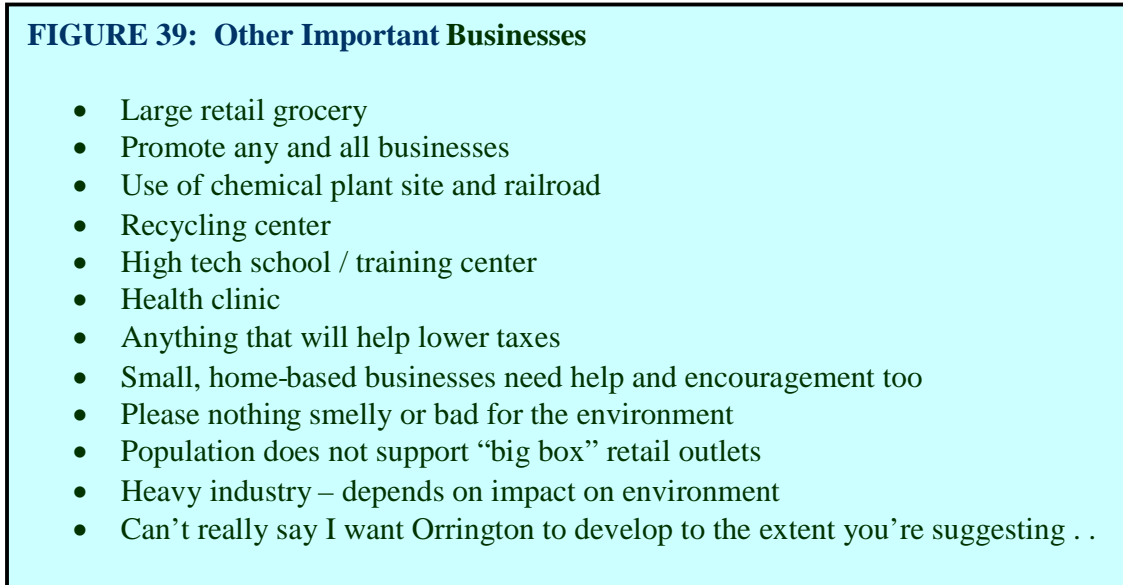 FIGURE 39:  Other Important Businesses
• Large retail grocery
• Promote any and all businesses
• Use of chemical plant site and railroad
• Recycling center
• High tech school / training center
• Health clinic
• Anything that will help lower taxes
• Small, home-based businesses need help and encouragement too
• Please nothing smelly or bad for the environment
• Population does not support “big box” retail outlets
• Heavy industry – depends on impact on environment
• Can’t really say I want Orrington to develop to the extent you’re suggesting . .